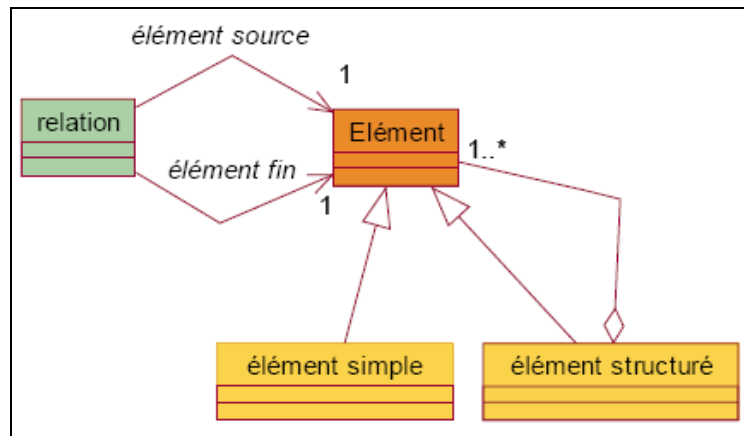 élément source
1
relation
Elément
1..*
élément fin
1
élément simple
élément structuré